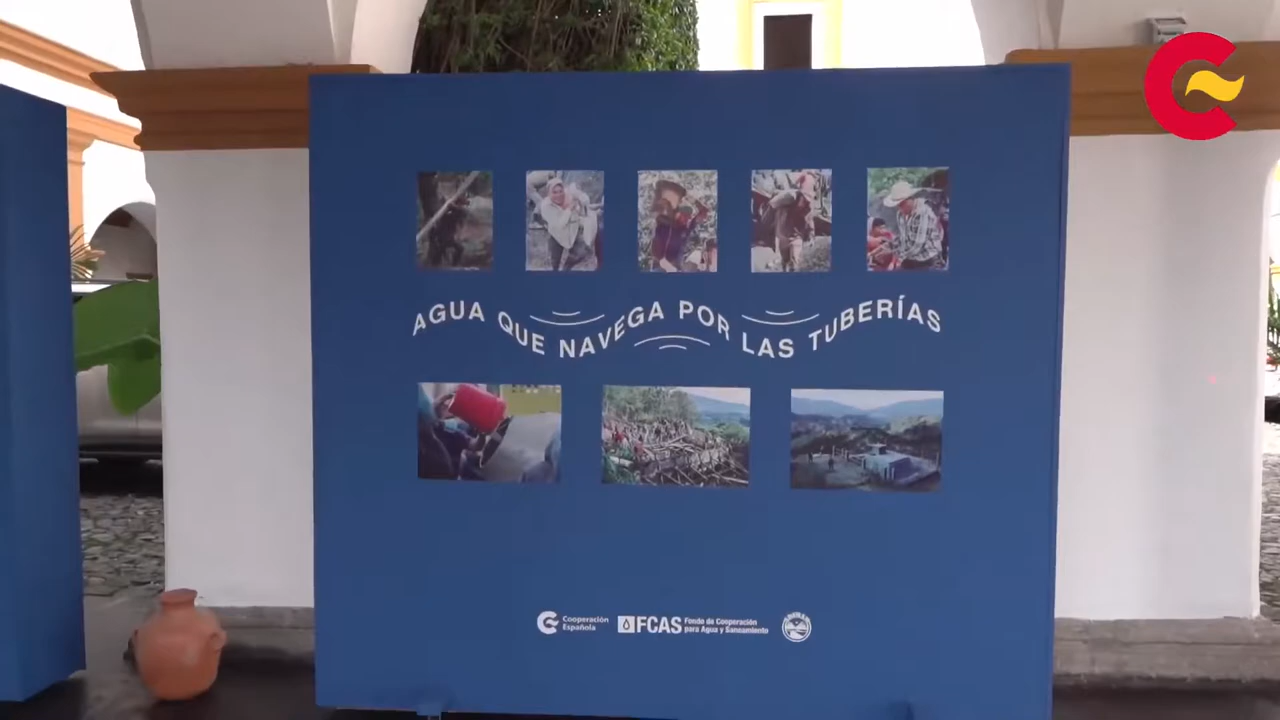 AGUA QUE NAVEGA POR LAS TUBERÍAS
Cooperación
Española
FCAS
Fondo de Cooperación
para Agua y Saneamiento